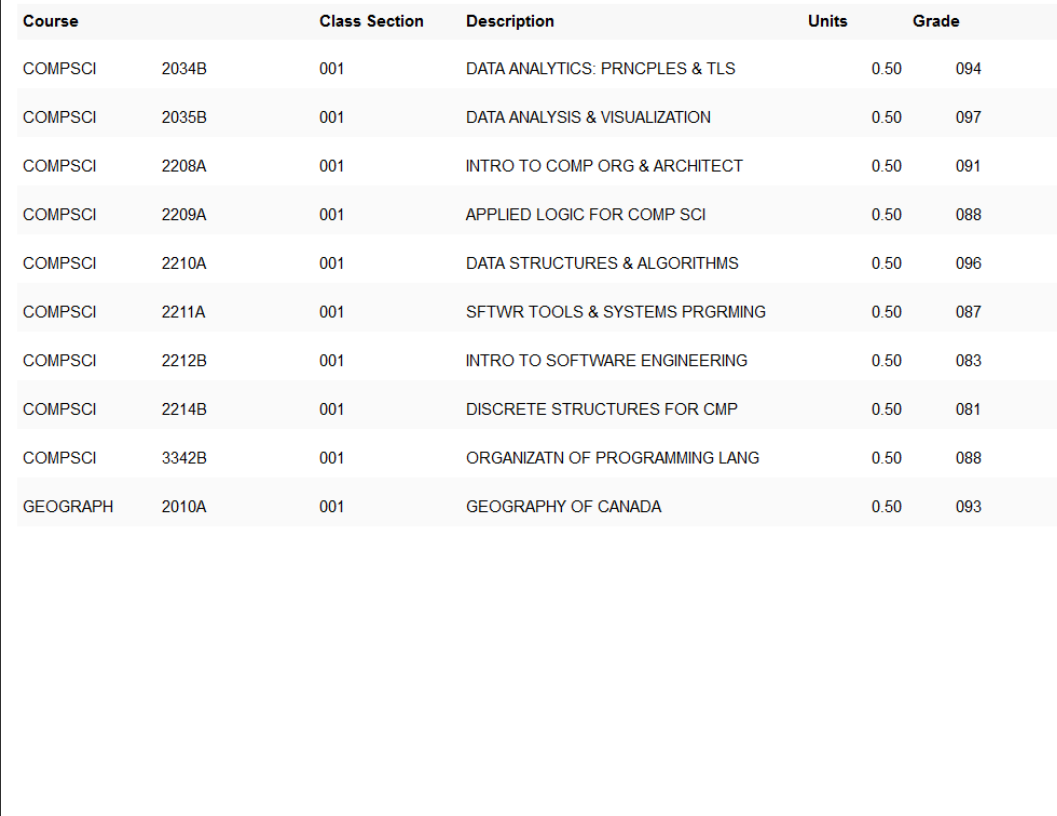 Course Class Section Description Units Grade
COMPSCI 2034B 001 DATA ANALYTICS: PRNCPLES & TLS 0.50 094
COMPSCI 2035B 001 DATA ANALYSIS & VISUALIZATION 0.50 097
COMPSCI 2208A 001 INTRO TO COMP ORG & ARCHITECT 0.50 091
COMPSCI 2209A 001 APPLIED LOGIC FOR COMP SCI 0.50 088
COMPSCI 2210A 001 DATA STRUCTURES & ALGORITHMS 0.50 096
COMPSCI 2211A 001 SFTWR TOOLS & SYSTEMS PRGRMING 0.50 087
COMPSCI 2212B 001 INTRO TO SOFTWARE ENGINEERING 0.50 083
COMPSCI 2214B 001 DISCRETE STRUCTURES FOR CMP 0.50 081
COMPSCI 3342B 001 ORGANIZATN OF PROGRAMMING LANG 0.50 088
GEOGRAPH 2010A 001 GEOGRAPHY OF CANADA 0.50 093